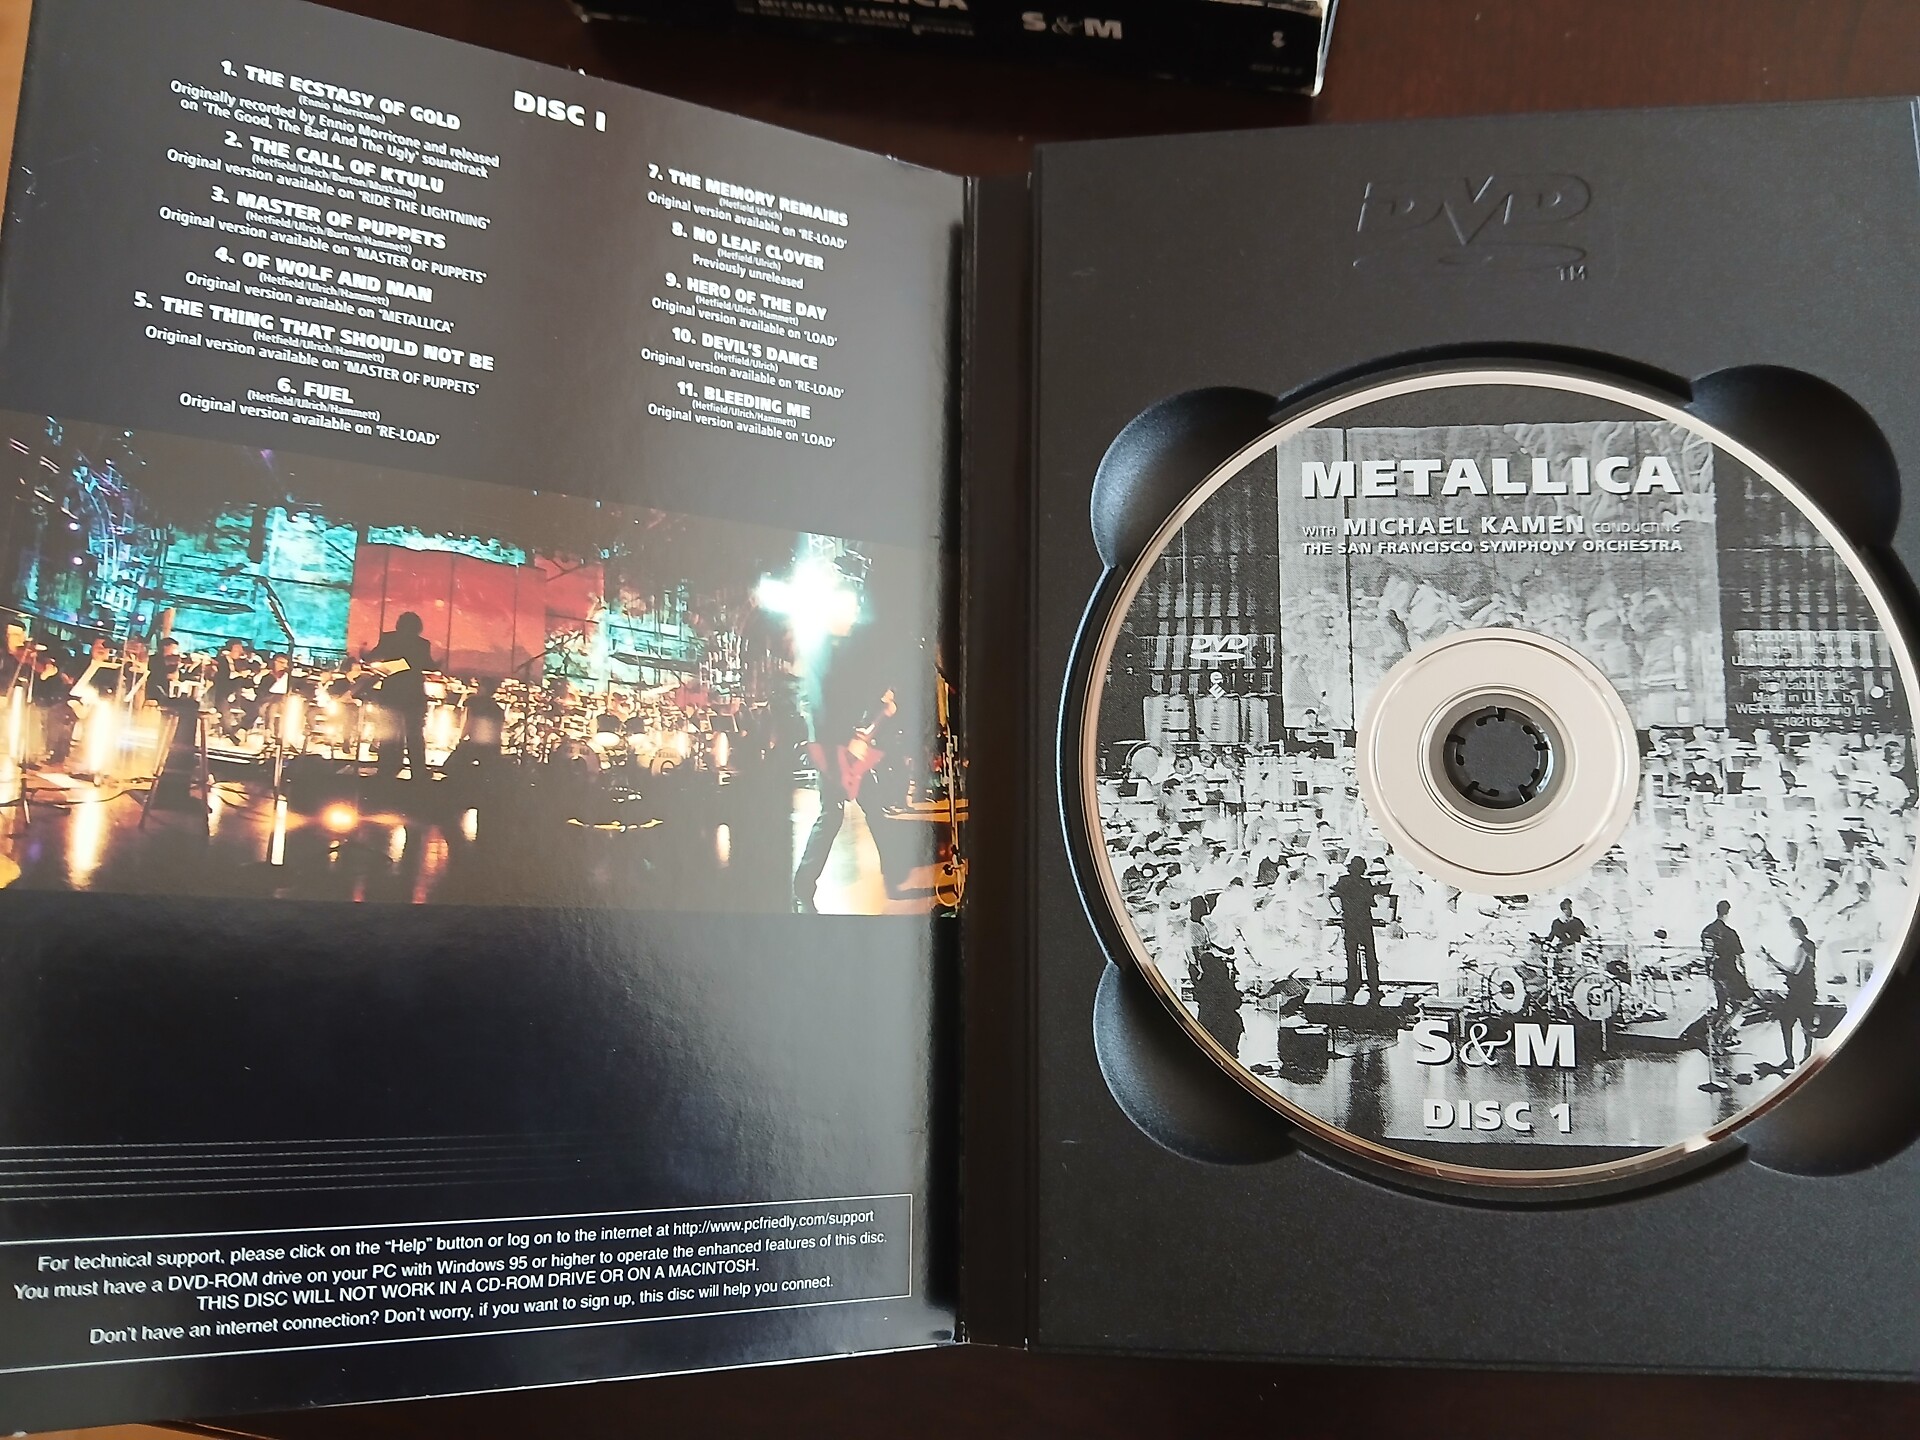 MICHAEL KAMEN
S&M
DISC 1
1. THE ECSTASY OF GOLD
(Ennio Morricone)
Originally recorded by Ennio Morricone and released
on 'The Good, The Bad And The Ugly' soundtrack
2. THE CALL OF KTULU
(Hetfield/Ulrich/Burton/Mustaine)
Original version available on 'RIDE THE LIGHTNING'
3. MASTER OF PUPPETS
(Hetfield/Ulrich/Burton/Hammett)
Original version available on 'MASTER OF PUPPETS'
4. OF WOLF AND MAN
(Hetfield/Ulrich/Hammett)
Original version available on 'METALLICA'
5. THE THING THAT SHOULD NOT BE
(Hetfield/Ulrich/Hammett)
Original version available on 'MASTER OF PUPPETS'
6. FUEL
(Hetfield/Ulrich/Hammett)
Original version available on 'RE-LOAD'
7. THE MEMORY REMAINS
(Hetfield/Ulrich)
Original version available on 'RE-LOAD'
8. NO LEAF CLOVER
(Hetfield/Ulrich)
Previously unreleased
9. HERO OF THE DAY
(Hetfield/Ulrich/Hammett)
Original version available on 'LOAD'
10. DEVIL'S DANCE
(Hetfield/Ulrich)
Original version available on 'RE-LOAD'
11. BLEEDING ME
(Hetfield/Ulrich/Hammett)
Original version available on 'LOAD'
For technical support, please click on the "Help" button or log on to the internet at http://www.pcfriedly.com/support
You must have a DVD-ROM drive on your PC with Windows 95 or higher to operate the enhanced features of this disc.
THIS DISC WILL NOT WORK IN A CD-ROM DRIVE OR ON A MACINTOSH.
Don't have an internet connection? Don't worry, if you want to sign up, this disc will help you connect.
DVD
TM
METALLICA
WITH MICHAEL KAMEN CONDUCTING
THE SAN FRANCISCO SYMPHONY ORCHESTRA
DVD
2000 E/M Ventures
All rights reserved.
Made in U.S.A. by
WEA Manufacturing Inc.
40218-2
S&M
DISC 1